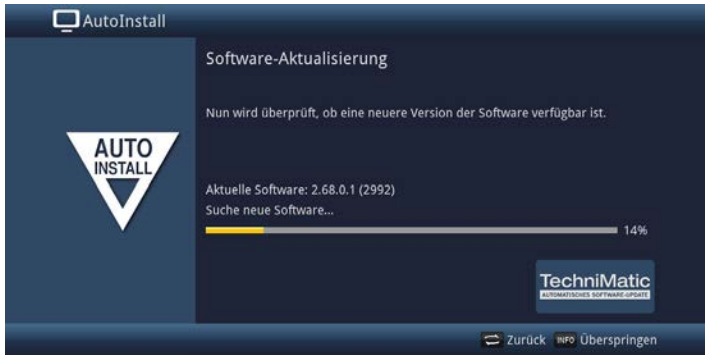 AutoInstall
Software-Aktualisierung
Nun wird überprüft, ob eine neuere Version der Software verfügbar ist.
AUTO
INSTALL
Aktuelle Software: 2.68.0.1 (2992)
Suche neue Software...
14%
TechniMatic
AUTOMATISCHES SOFTWARE-UPDATE
Zurück INFO Überspringen